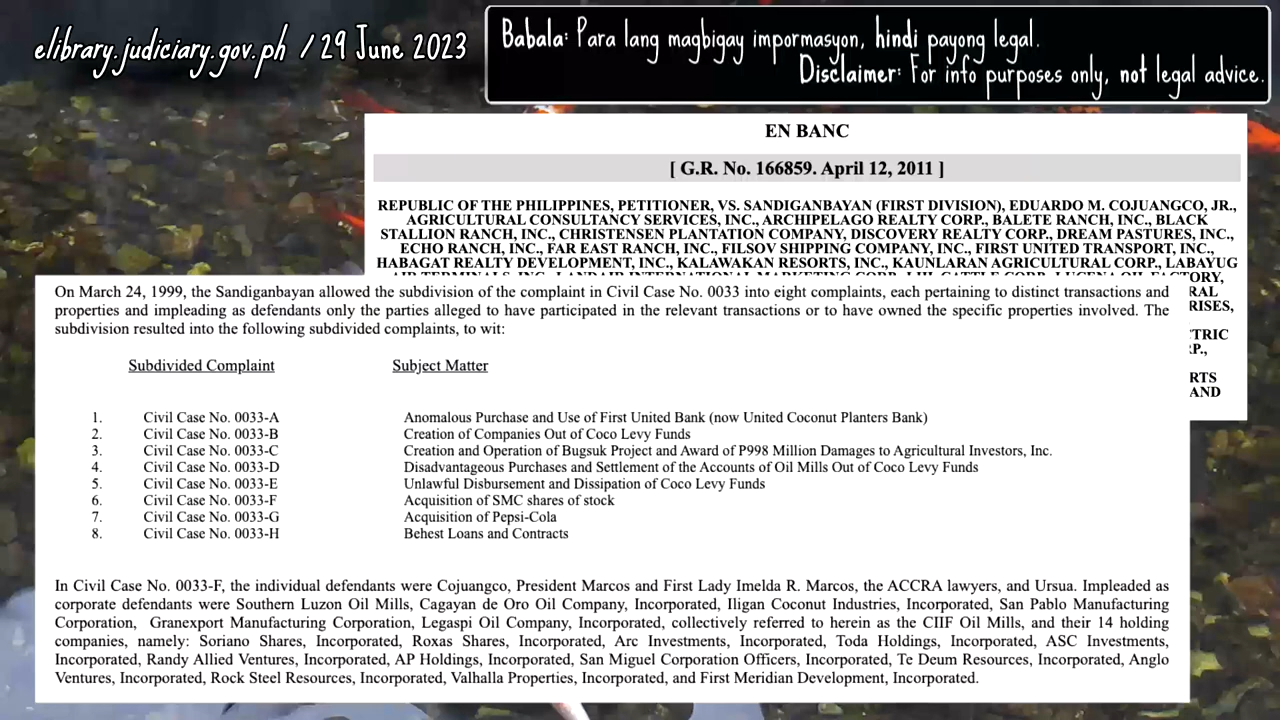 elibrary.judiciary.gov.ph / 29 June 2023
Babala: Para lang magbigay impormasyon, hindi payong legal.
Disclaimer: For info purposes only, not legal advice.
EN BANC
[ G.R. No. 166859. April 12, 2011 ]
REPUBLIC OF THE PHILIPPINES, PETITIONER, VS. SANDIGANBAYAN (FIRST DIVISION), EDUARDO M. COJUANGCO, JR.,
AGRICULTURAL CONSULTANCY SERVICES, INC., ARCHIPELAGO REALTY CORP., BALETE RANCH, INC., BLACK
STALLION RANCH, INC., CHRISTENSEN PLANTATION COMPANY, DISCOVERY REALTY CORP., DREAM PASTURES, INC.,
ECHO RANCH, INC., FAR EAST RANCH, INC., FILSOV SHIPPING COMPANY, INC., FIRST UNITED TRANSPORT, INC.,
HABAGAT REALTY DEVELOPMENT, INC., KALAWAKAN RESORTS, INC., KAUNLARAN AGRICULTURAL CORP., LABAYUG
On March 24, 1999, the Sandiganbayan allowed the subdivision of the complaint in Civil Case No. 0033 into eight complaints, each pertaining to distinct transactions and
properties and impleading as defendants only the parties alleged to have participated in the relevant transactions or to have owned the specific properties involved. The
subdivision resulted into the following subdivided complaints, to wit:
Subdivided Complaint Subject Matter
1. Civil Case No. 0033-A Anomalous Purchase and Use of First United Bank (now United Coconut Planters Bank)
2. Civil Case No. 0033-B Creation of Companies Out of Coco Levy Funds
3. Civil Case No. 0033-C Creation and Operation of Bugsuk Project and Award of P998 Million Damages to Agricultural Investors, Inc.
4. Civil Case No. 0033-D Disadvantageous Purchases and Settlement of the Accounts of Oil Mills Out of Coco Levy Funds
5. Civil Case No. 0033-E Unlawful Disbursement and Dissipation of Coco Levy Funds
6. Civil Case No. 0033-F Acquisition of SMC shares of stock
7. Civil Case No. 0033-G Acquisition of Pepsi-Cola
8. Civil Case No. 0033-H Behest Loans and Contracts
In Civil Case No. 0033-F, the individual defendants were Cojuangco, President Marcos and First Lady Imelda R. Marcos, the ACCRA lawyers, and Ursua. Impleaded as
corporate defendants were Southern Luzon Oil Mills, Cagayan de Oro Oil Company, Incorporated, Iligan Coconut Industries, Incorporated, San Pablo Manufacturing
Corporation, Granexport Manufacturing Corporation, Legaspi Oil Company, Incorporated, collectively referred to herein as the CIIF Oil Mills, and their 14 holding
companies, namely: Soriano Shares, Incorporated, Roxas Shares, Incorporated, Arc Investments, Incorporated, Toda Holdings, Incorporated, ASC Investments,
Incorporated, Randy Allied Ventures, Incorporated, AP Holdings, Incorporated, San Miguel Corporation Officers, Incorporated, Te Deum Resources, Incorporated, Anglo
Ventures, Incorporated, Rock Steel Resources, Incorporated, Valhalla Properties, Incorporated, and First Meridian Development, Incorporated.